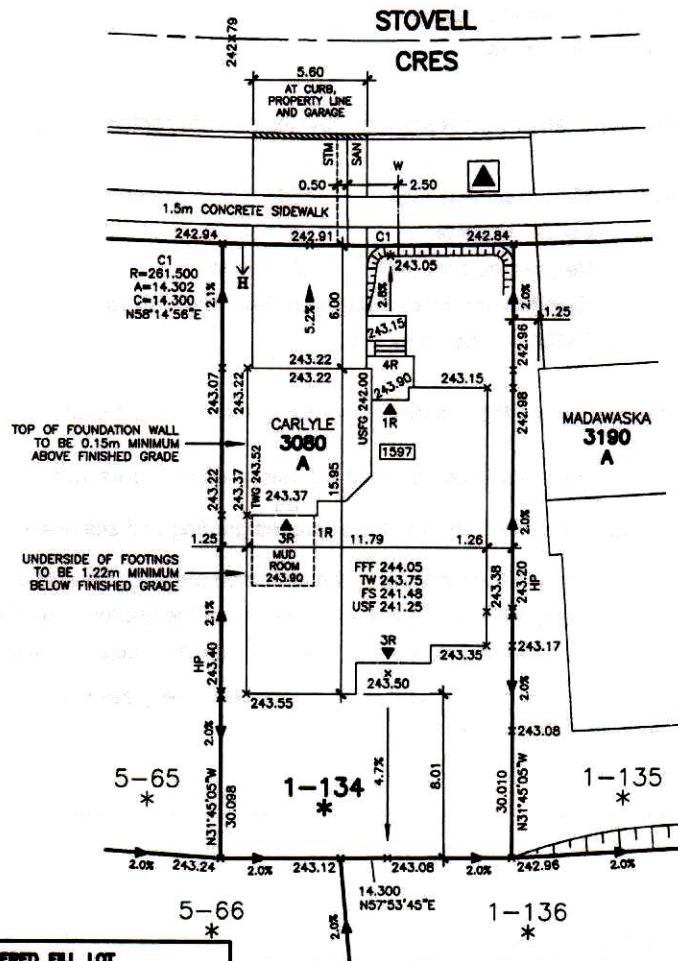 STOVELL
CRES
242×79
5.60
AT CURB,
PROPERTY LINE
AND GARAGE
STM
SAN
W
0.50
2.50
1.5m CONCRETE SIDEWALK
242.94
242.91
C1
242.84
C1
R=261.500
A=14.302
C=14.300
N58°14'56"E
243.05
2.1%
5.2%
6.00
2.8%
2.0%
1.25
243.15
242.96
4R
243.90
243.22
243.22
243.07
243.22
USFG 242.00
243.15
242.98
1R
CARLYLE
3080
A
1597
MADAWASKA
3190
A
TOP OF FOUNDATION WALL
TO BE 0.15m MINIMUM
ABOVE FINISHED GRADE
TWG 243.52
243.37
15.95
243.22
243.37
2.0%
1.25
3R
1R
11.79
1.26
MUD
ROOM
243.90
UNDERSIDE OF FOOTINGS
TO BE 1.22m MINIMUM
BELOW FINISHED GRADE
FFF 244.05
TW 243.75
FS 241.48
USF 241.25
243.38
243.20
HP
2.1%
3R
243.35
243.17
HP
243.40
243.50
243.55
2.0%
2.0%
243.08
4.7%
8.01
5-65
*
1-134
*
1-135
*
N31°45'05"W
30.098
N31°45'05"W
30.010
2.0%
243.24
2.0%
243.12
243.08
2.0%
242.96
2.0%
14.300
N57°53'45"E
5-66
*
2.0%
1-136
*
FILL LOT